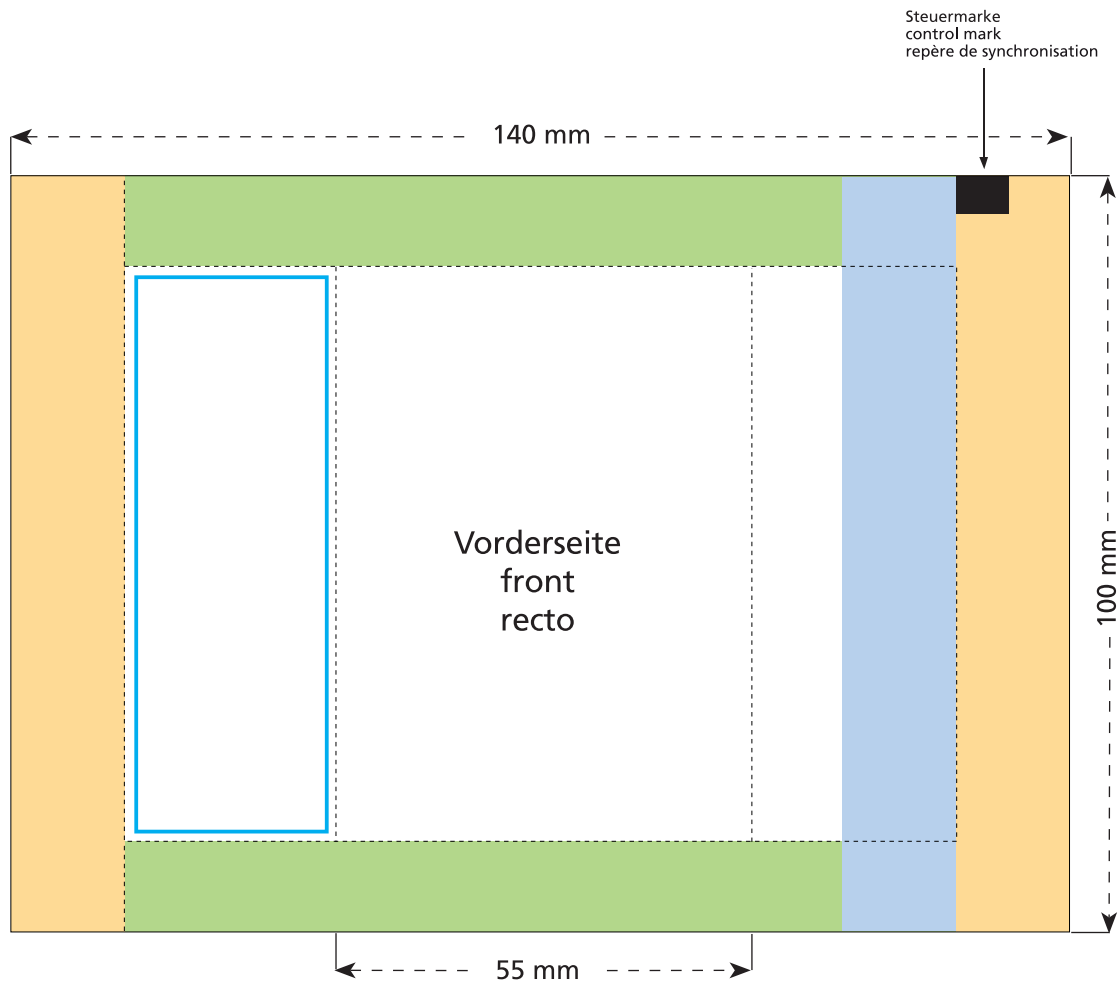 Steuermarke
control mark
repère de synchronisation
140 mm
Vorderseite
front
recto
100 mm
55 mm